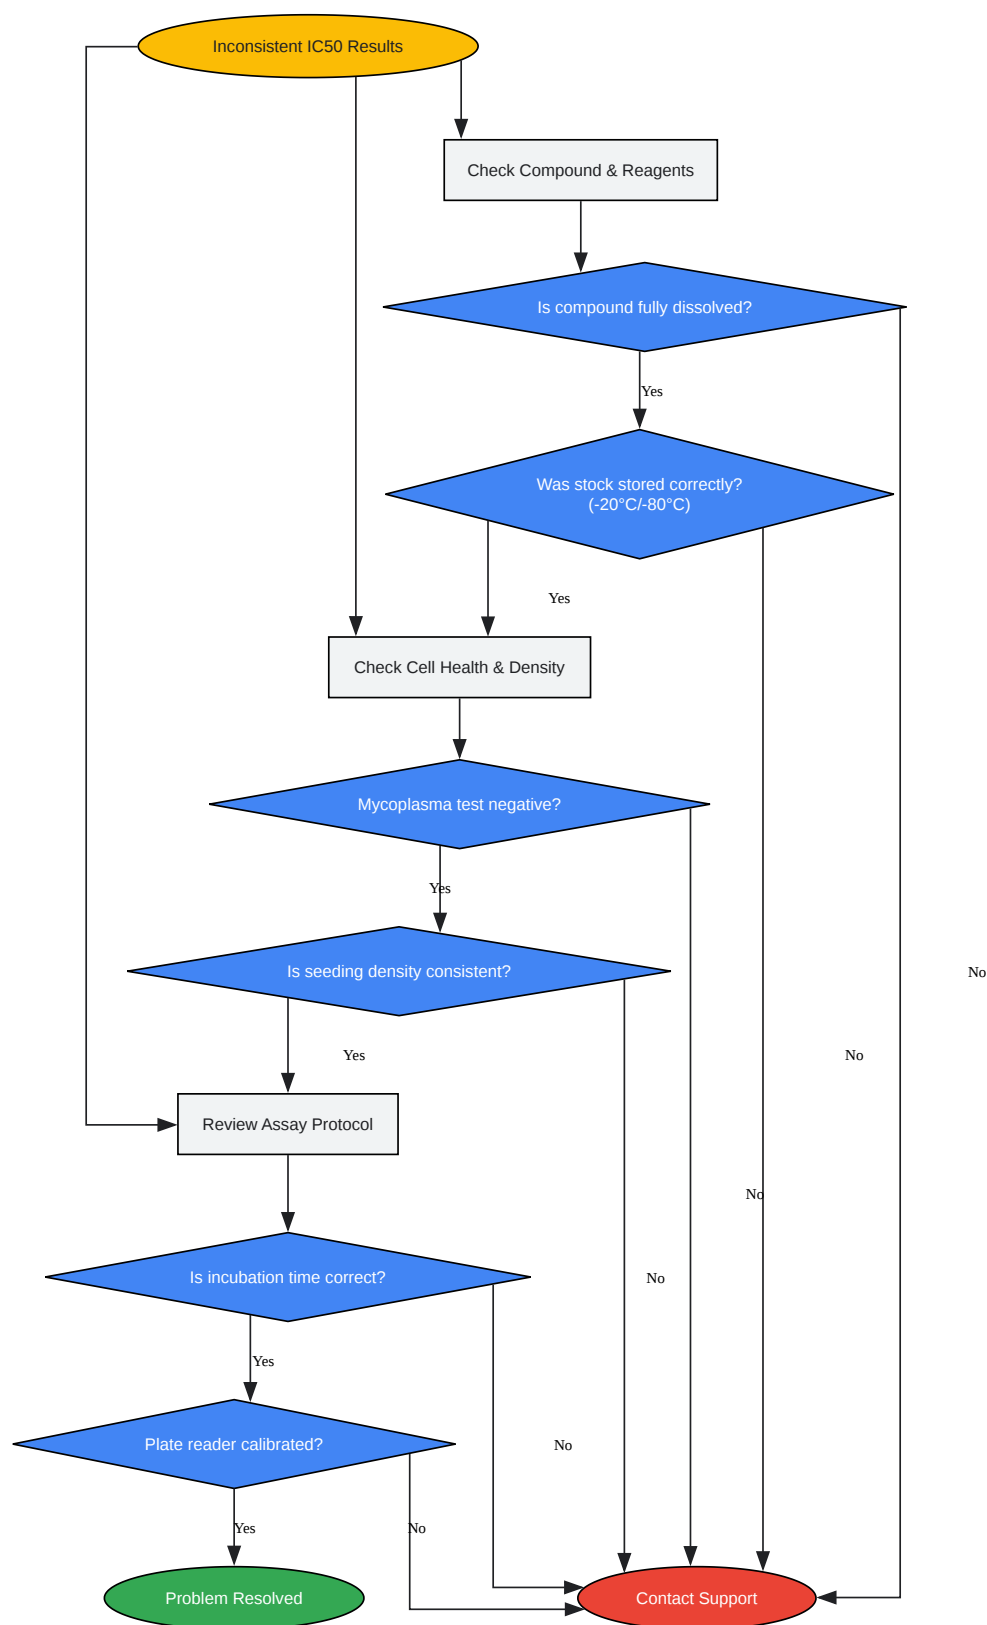 Inconsistent IC50 Results
Check Compound & Reagents
Is compound fully dissolved?
Yes
Was stock stored correctly?
(-20°C/-80°C)
Yes
Check Cell Health & Density
Mycoplasma test negative?
Yes
Is seeding density consistent?
No
Yes
No
Review Assay Protocol
No
Is incubation time correct?
No
Yes
Plate reader calibrated?
No
Yes
No
Problem Resolved
Contact Support